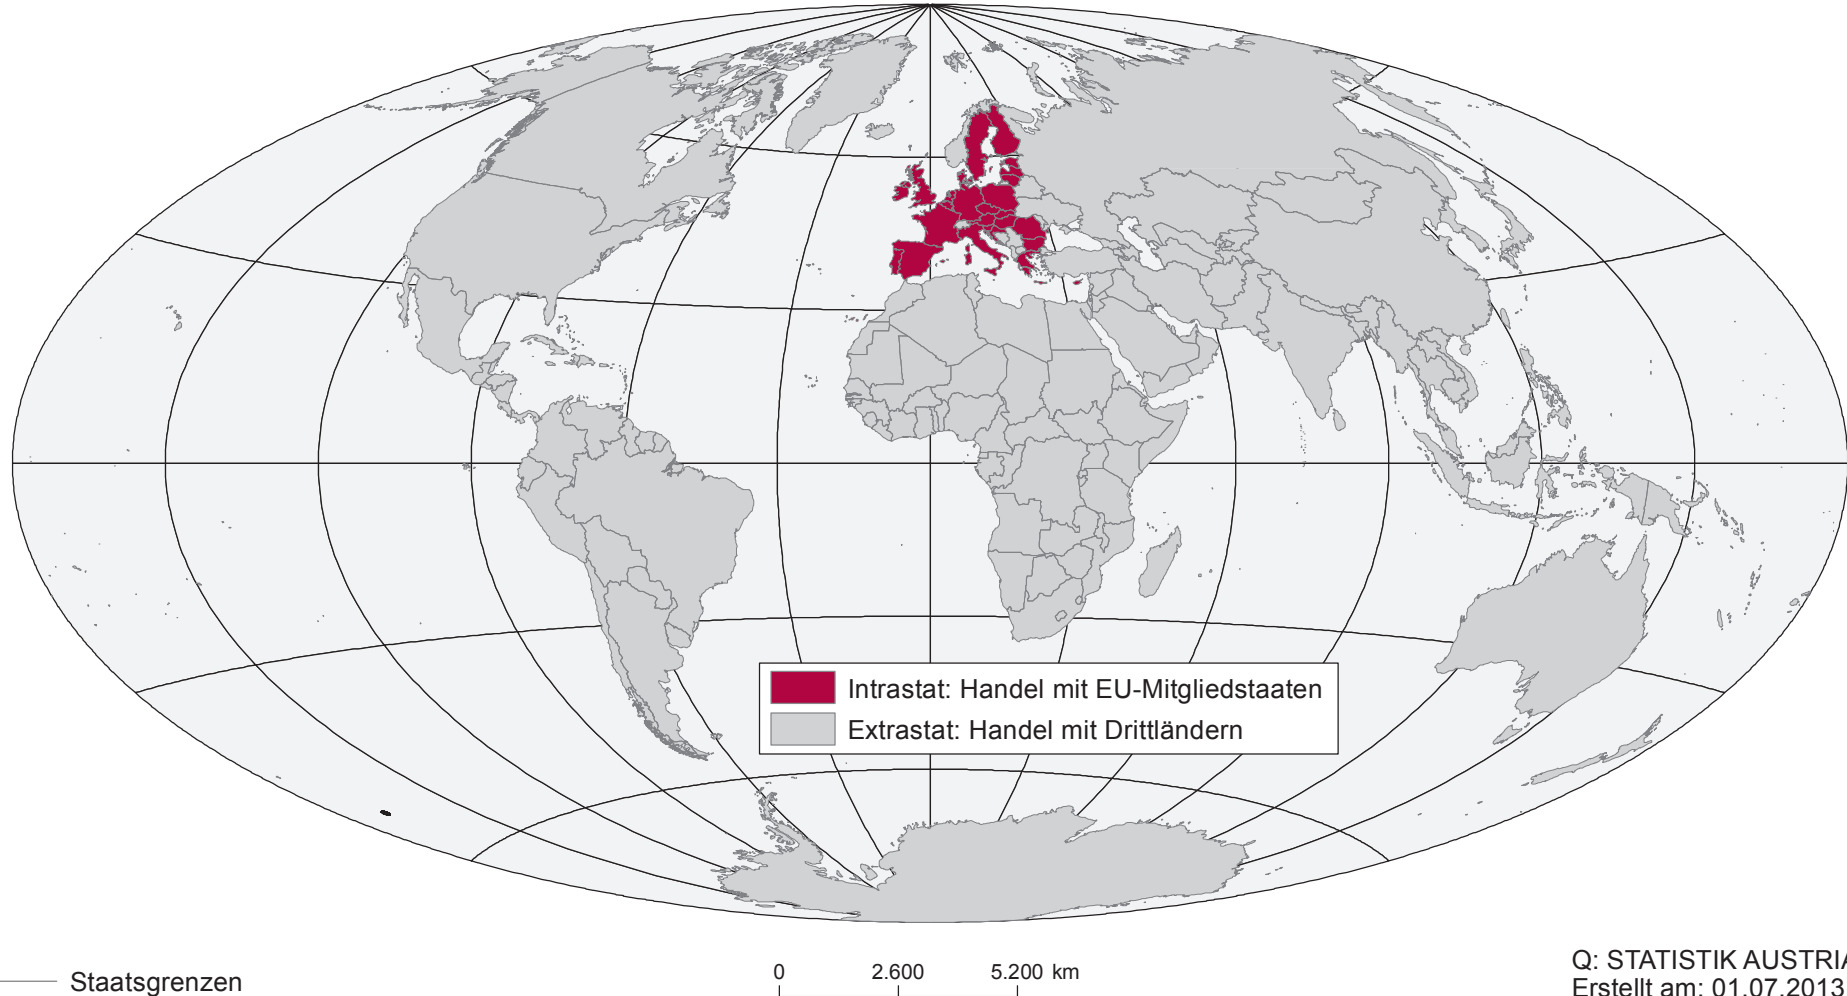 Intrastat: Handel mit EU-Mitgliedstaaten
Extrastat: Handel mit Drittländern
Staatsgrenzen
0 2.600 5.200 km
Q: STATISTIK AUSTRIA
Erstellt am: 01.07.2013